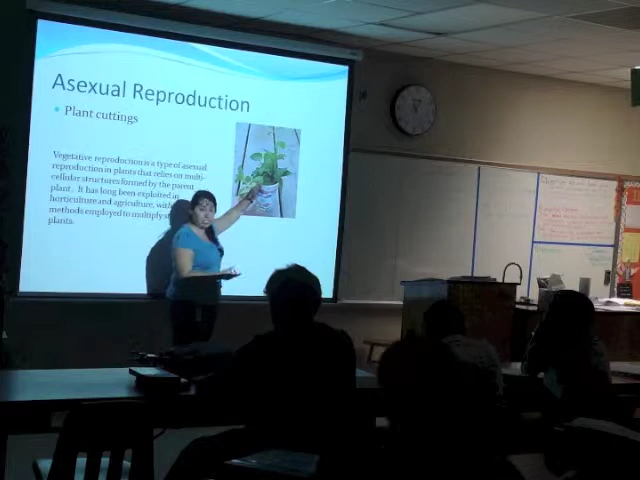 Asexual Reproduction
Plant cuttings
Vegetative reproduction is a type of asexual
reproduction in plants that relies on multi-
cellular structures formed by the parent
plant. It has long been exploited in
horticulture and agriculture, with
methods employed to multiply
plants.